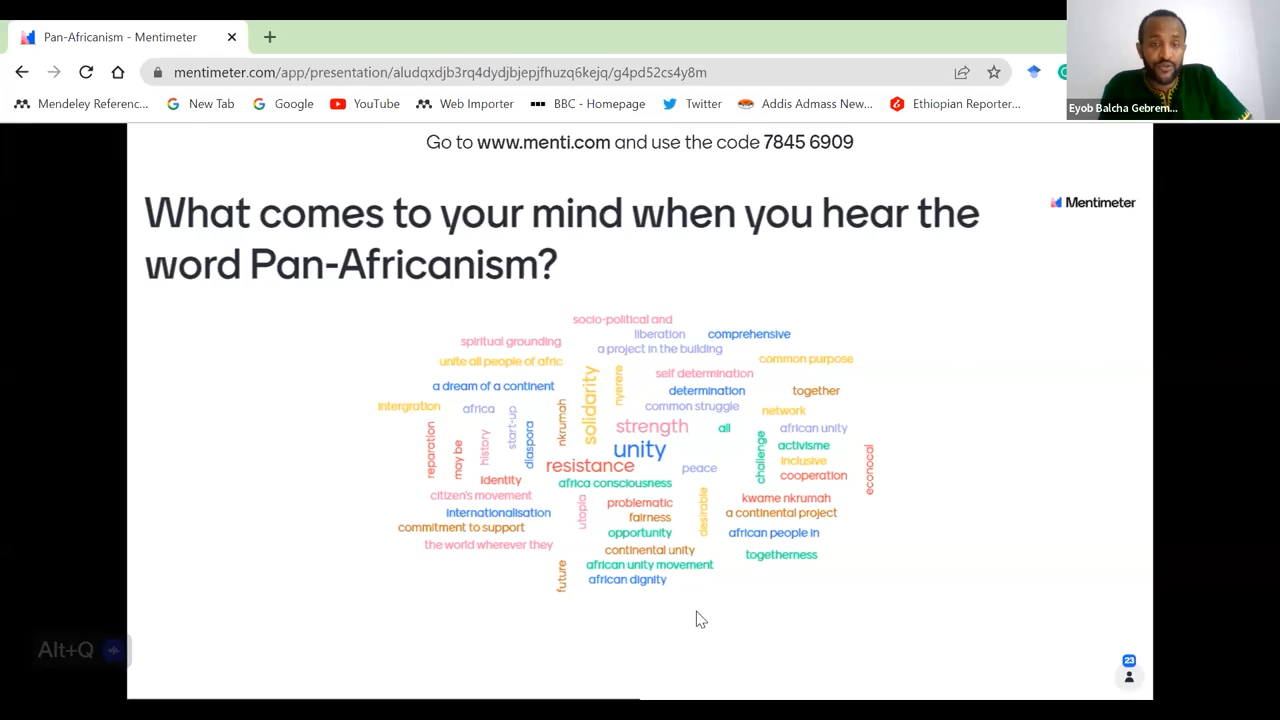 Pan-Africanism - Mentimeter
mentimeter.com/app/presentation/aludqxdjb3rq4dydjbjepjfhuzq6kejq/g4pd52cs4y8m
Mendeley Referenc... New Tab Google YouTube Web Importer BBC - Homepage Twitter Addis Admass New... Ethiopian Reporter...
Eyob Balcha Gebrem...
Go to www.menti.com and use the code 7845 6909
What comes to your mind when you hear the
word Pan-Africanism?
Mentimeter
socio-political and
liberation
comprehensive
spiritual grounding
a project in the building
unite all people of afric
common purpose
self determination
a dream of a continent
solidarity
nyerere
determination
together
intergration
africa
start-up
nkrumah
common struggle
network
reparation
may be
history
diaspora
strength
all
african unity
unity
challenge
activisme
resistance
peace
inclusive
identity
africa consciousness
cooperation
econocal
citizen's movement
utopia
problematic
desirable
kwame nkrumah
internationalisation
fairness
a continental project
commitment to support
opportunity
african people in
the world wherever they
continental unity
togetherness
future
african unity movement
african dignity
Alt+Q
23